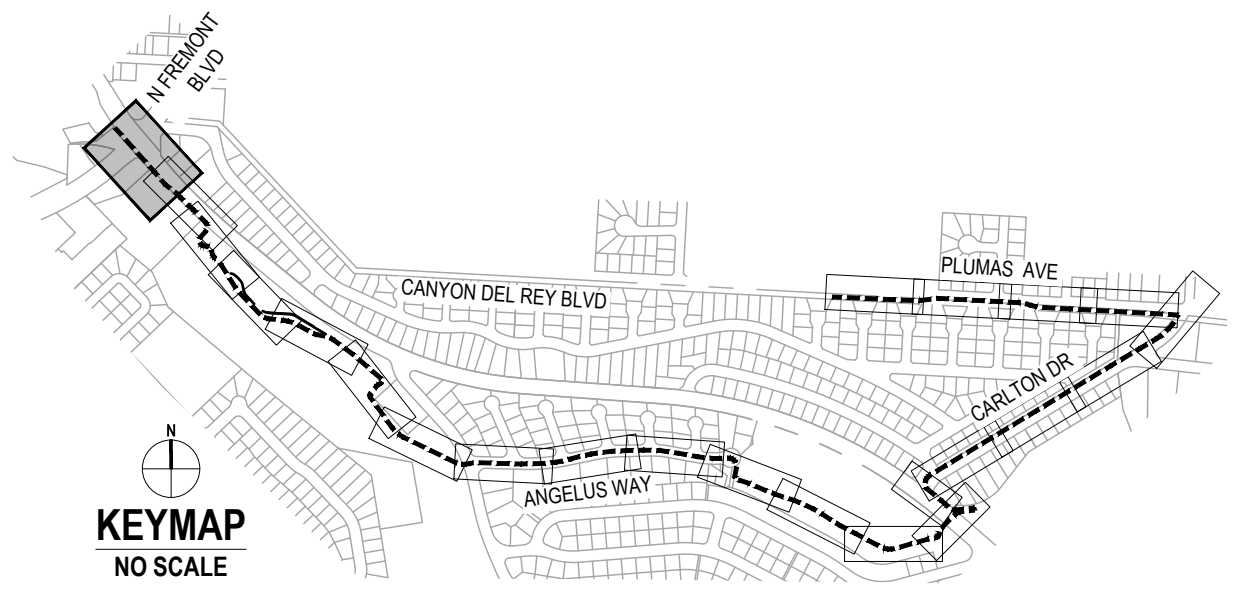 N FREMONT
BLVD
PLUMAS AVE
CANYON DEL REY BLVD
CARLTON DR
ANGELUS WAY
N
KEYMAP
NO SCALE